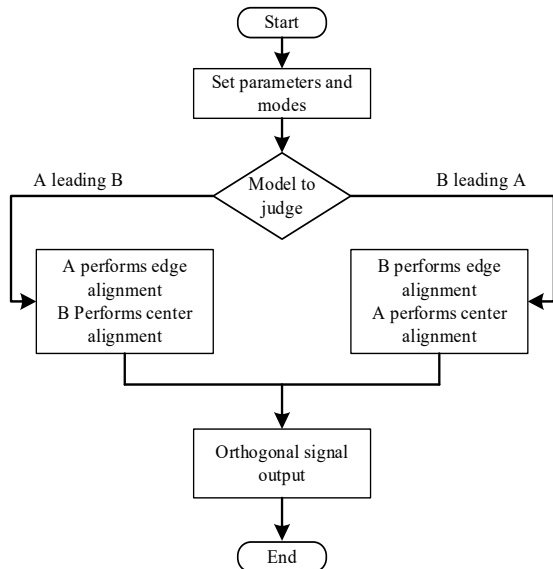 Start
Set parameters and
modes
Model to
judge
A leading B
B leading A
A performs edge
alignment
B Performs center
alignment
B performs edge
alignment
A performs center
alignment
Orthogonal signal
output
End